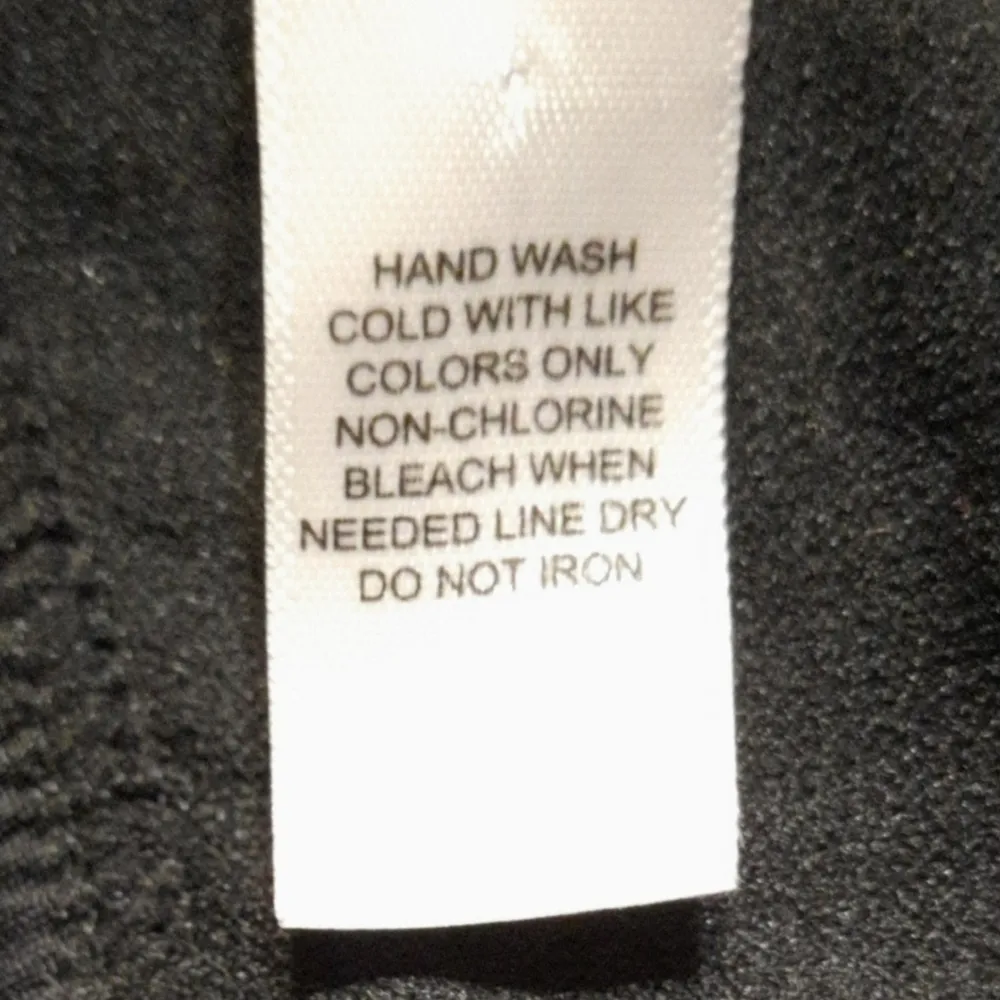 HAND WASH
COLD WITH LIKE
COLORS ONLY
NON-CHLORINE
BLEACH WHEN
NEEDED LINE DRY
DO NOT IRON